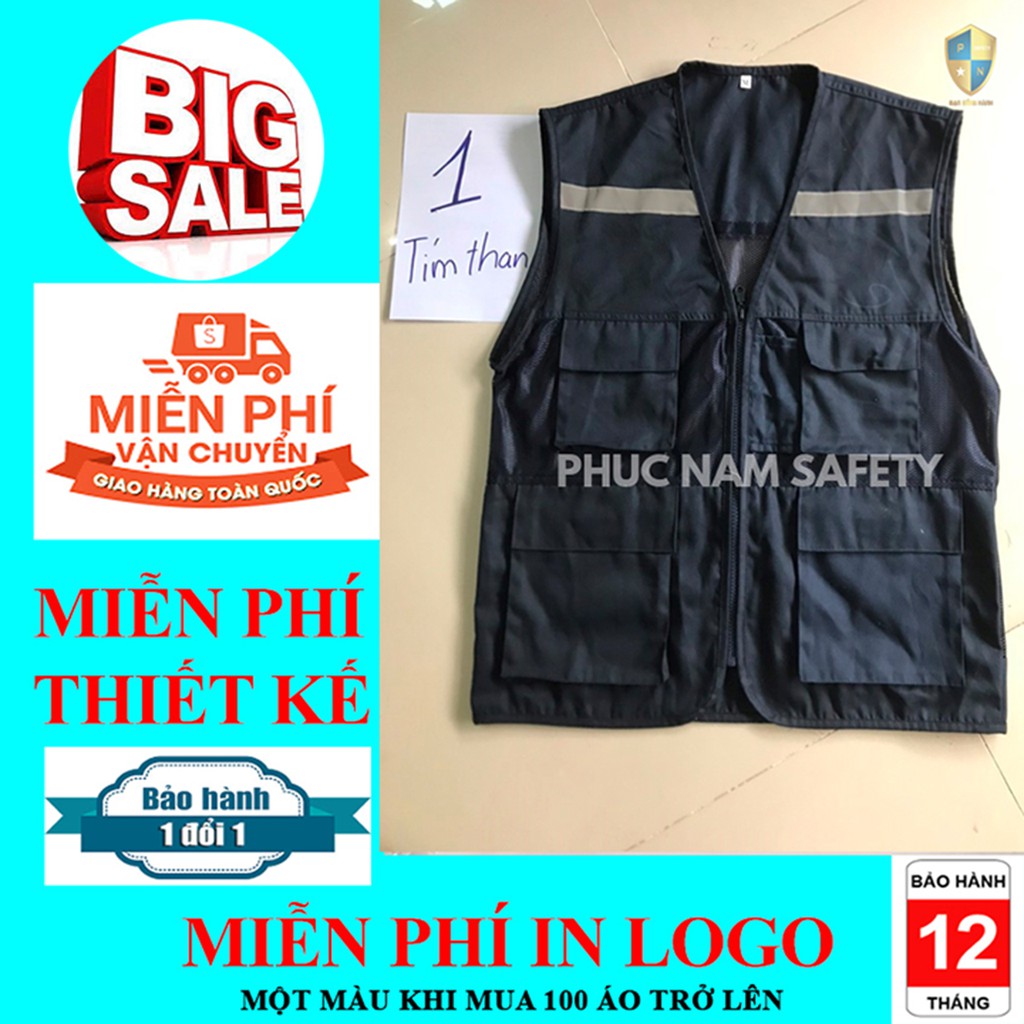 BIG
SALE
S
MIỄN PHÍ
VẬN CHUYỂN
GIAO HÀNG TOÀN QUỐC
MIỄN PHÍ
THIẾT KẾ
Bảo hành
1 đổi 1
1
Tím than
P
N
PHUC NAM SAFETY
MIỄN PHÍ IN LOGO
MỘT MÀU KHI MUA 100 ÁO TRỞ LÊN
BẢO HÀNH
12
THÁNG